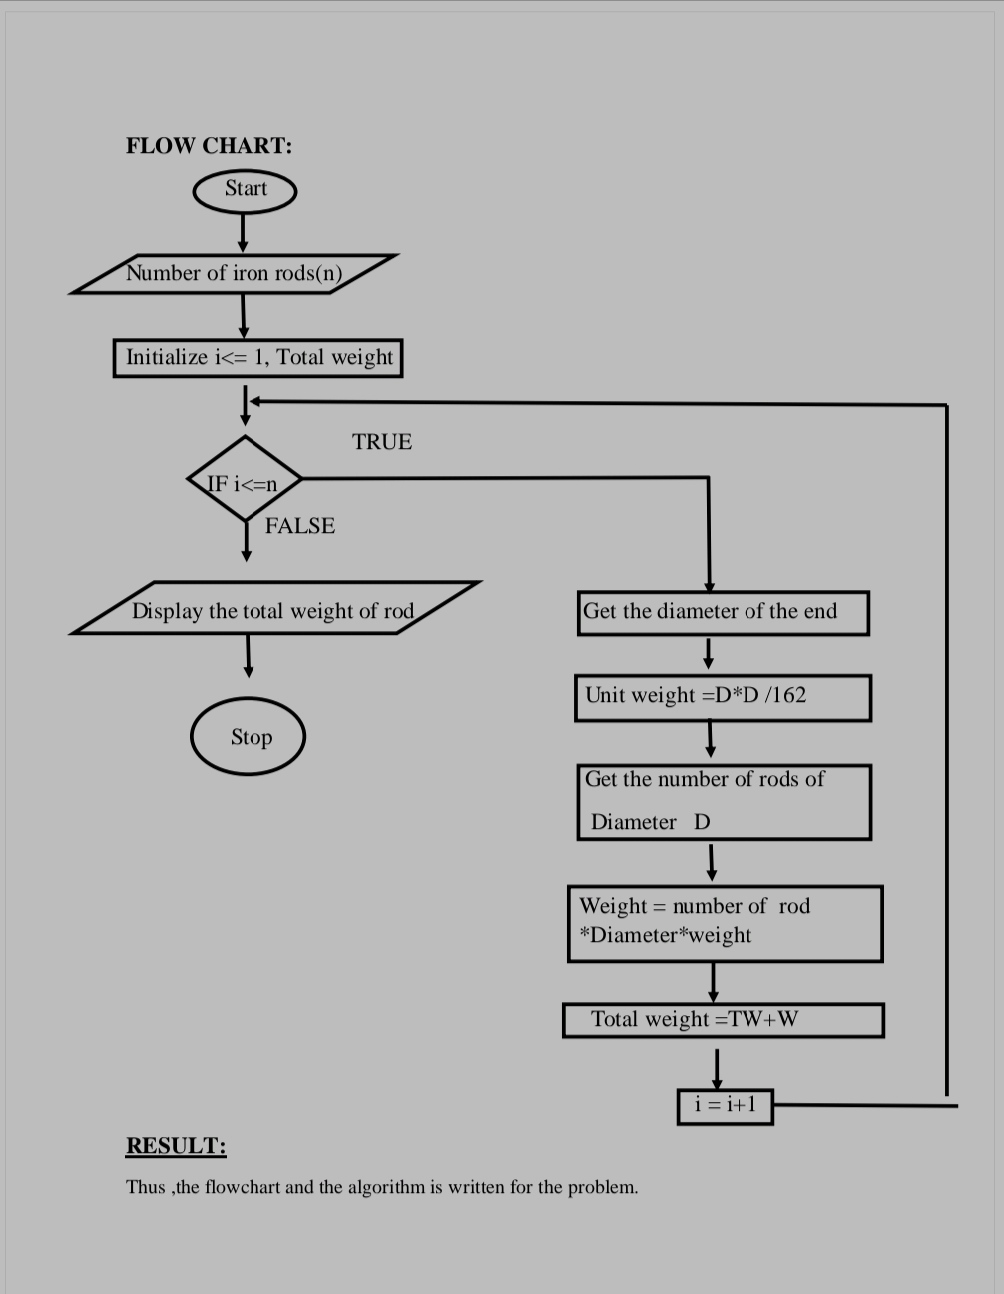 FLOW CHART:
Start
Number of iron rods(n)
Initialize i<= 1, Total weight
TRUE
IF i<=n
FALSE
Display the total weight of rod
Stop
Get the diameter of the end
Unit weight =D*D /162
Get the number of rods of
Diameter D
Weight = number of rod
*Diameter*weight
Total weight =TW+W
i = i+1
RESULT:
Thus ,the flowchart and the algorithm is written for the problem.